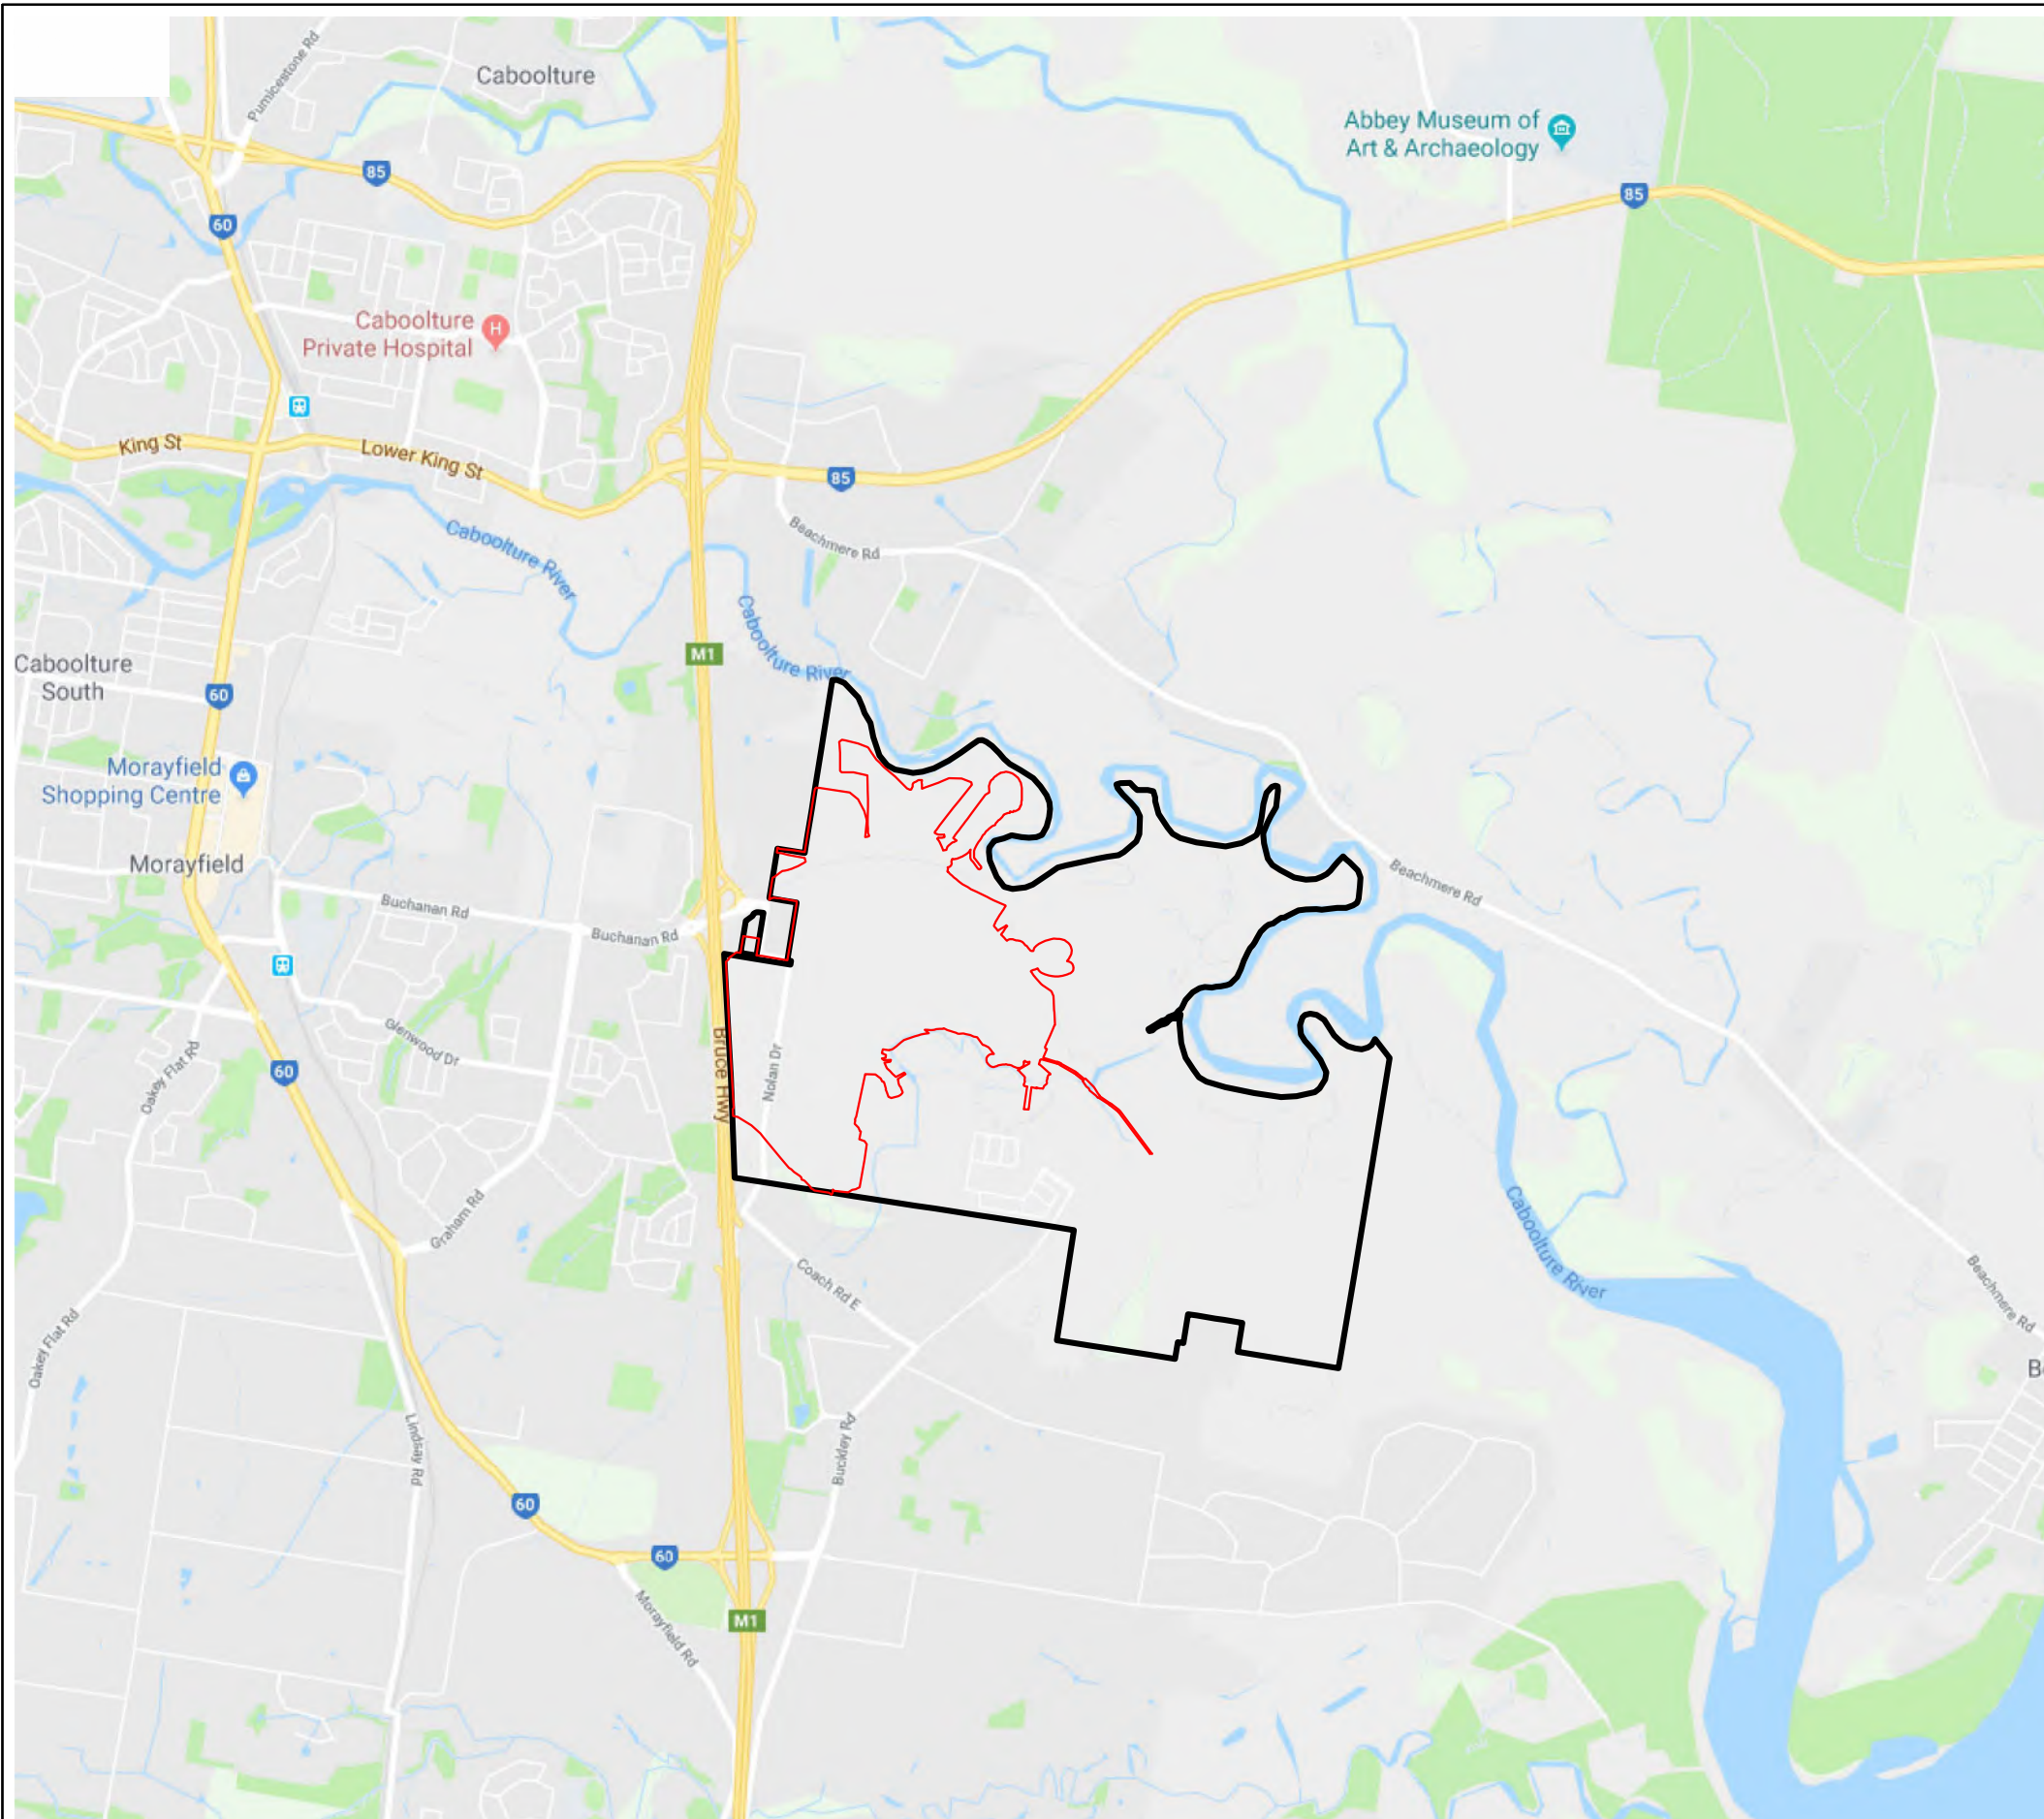 Pumicestone Rd
Caboolture
Abbey Museum of
Art & Archaeology
85
85
60
Caboolture
Private Hospital
H
King St
Lower King St
85
Beachmere Rd
Caboolture River
Caboolture River
M1
Caboolture
South
60
Morayfield
Shopping Centre
Morayfield
Buchanan Rd
Buchanan Rd
Beachmere Rd
Glenwood Dr
Oakey Flat Rd
60
Bruce Hwy
Nolan Dr
Graham Rd
Caboolture River
Coach Rd E
Beachmere Rd
Oakey Flat Rd
B
Lindsay Rd
Buckley Rd
60
60
M1
Morayfield Rd